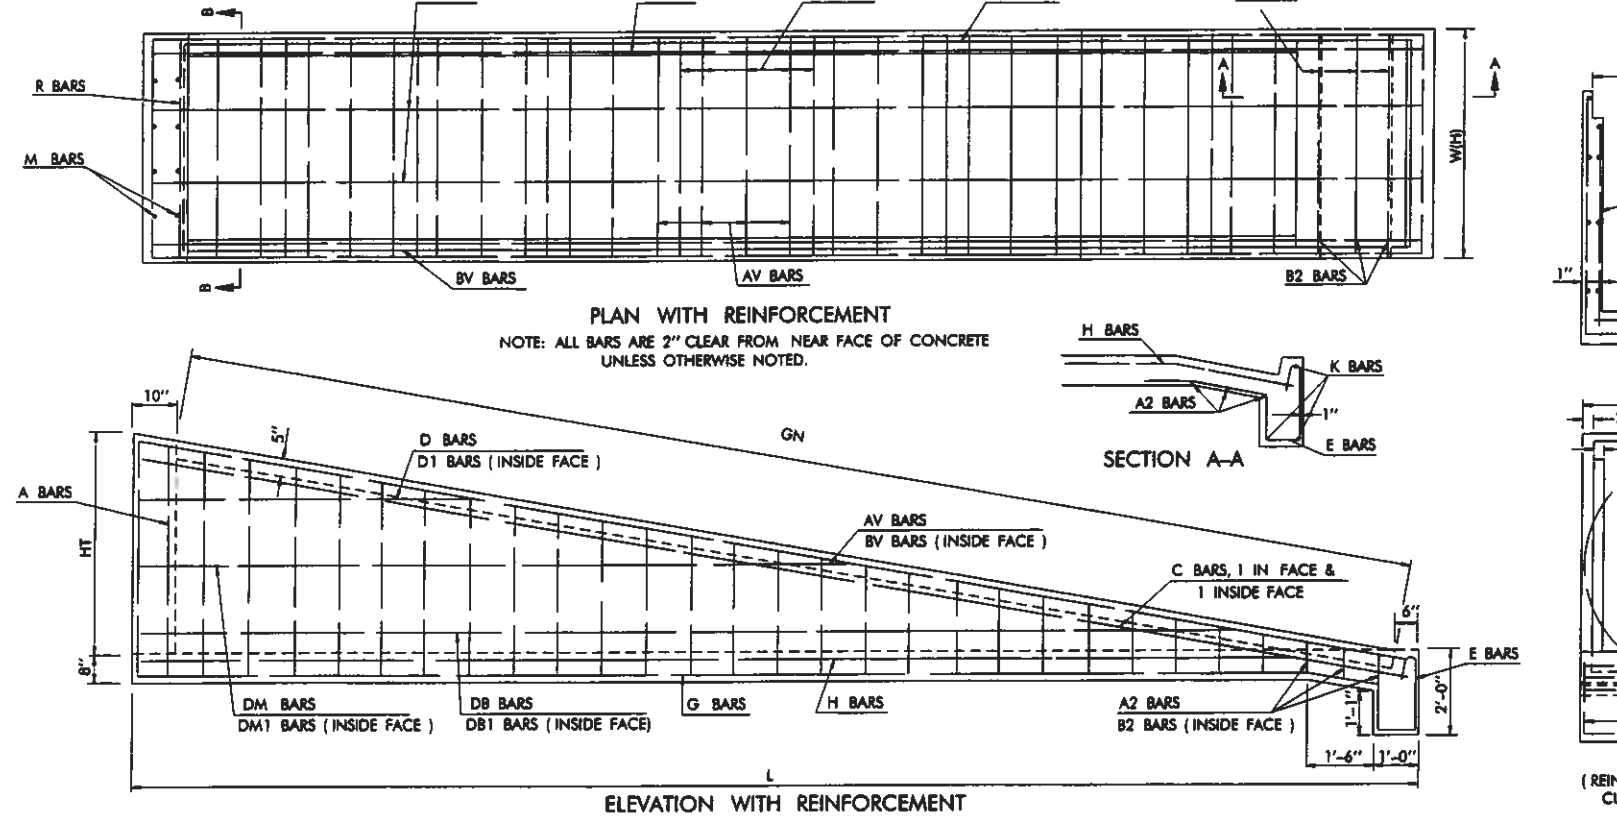 B
R BARS
M BARS
A
A
W(H)
B
BV BARS
AV BARS
B2 BARS
1"
PLAN WITH REINFORCEMENT
NOTE: ALL BARS ARE 2" CLEAR FROM NEAR FACE OF CONCRETE
UNLESS OTHERWISE NOTED.
H BARS
K BARS
A2 BARS
1"
E BARS
SECTION A-A
10"
5"
GN
D BARS
D1 BARS (INSIDE FACE)
A BARS
HT
8"
AV BARS
BV BARS (INSIDE FACE)
C BARS, 1 IN FACE &
1 INSIDE FACE
6"
E BARS
DM BARS
DM1 BARS (INSIDE FACE)
DB BARS
DB1 BARS (INSIDE FACE)
G BARS
H BARS
A2 BARS
B2 BARS (INSIDE FACE)
1'-1"
2'-0"
1'-6"
1'-0"
L
ELEVATION WITH REINFORCEMENT
(REIN
CL